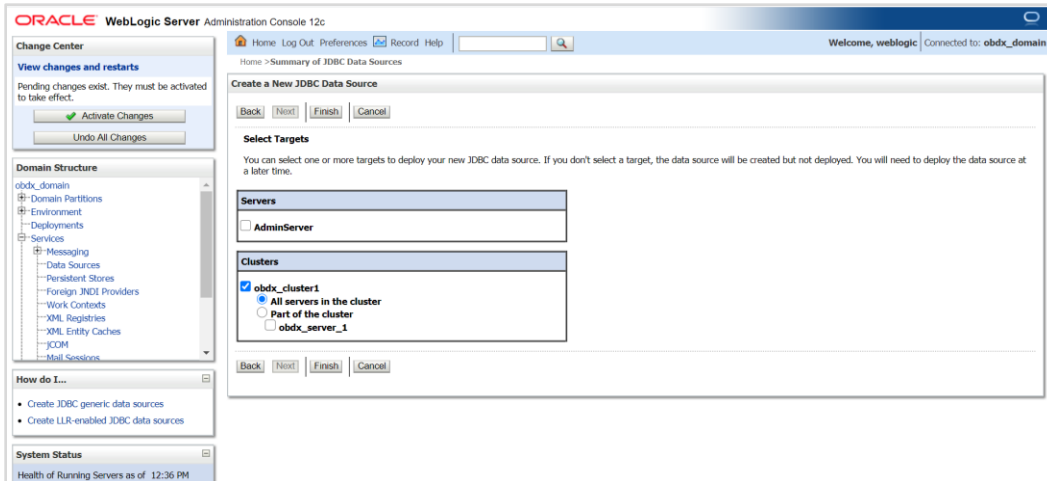 ORACLE WebLogic Server Administration Console 12c
Change Center
View changes and restarts
Pending changes exist. They must be activated
to take effect.
Activate Changes
Undo All Changes
Domain Structure
obdx_domain
Domain Partitions
Environment
Deployments
Services
Messaging
Data Sources
Persistent Stores
Foreign JNDI Providers
Work Contexts
XML Registries
XML Entity Caches
jCOM
Mail Sessions
How do I...
Create JDBC generic data sources
Create LLR-enabled JDBC data sources
System Status
Health of Running Servers as of 12:36 PM
Home Log Out Preferences Record Help
Welcome, weblogic Connected to: obdx_domain
Home >Summary of JDBC Data Sources
Create a New JDBC Data Source
Back Next Finish Cancel
Select Targets
You can select one or more targets to deploy your new JDBC data source. If you don't select a target, the data source will be created but not deployed. You will need to deploy the data source at
a later time.
Servers
AdminServer
Clusters
obdx_cluster1
All servers in the cluster
Part of the cluster
obdx_server_1
Back Next Finish Cancel